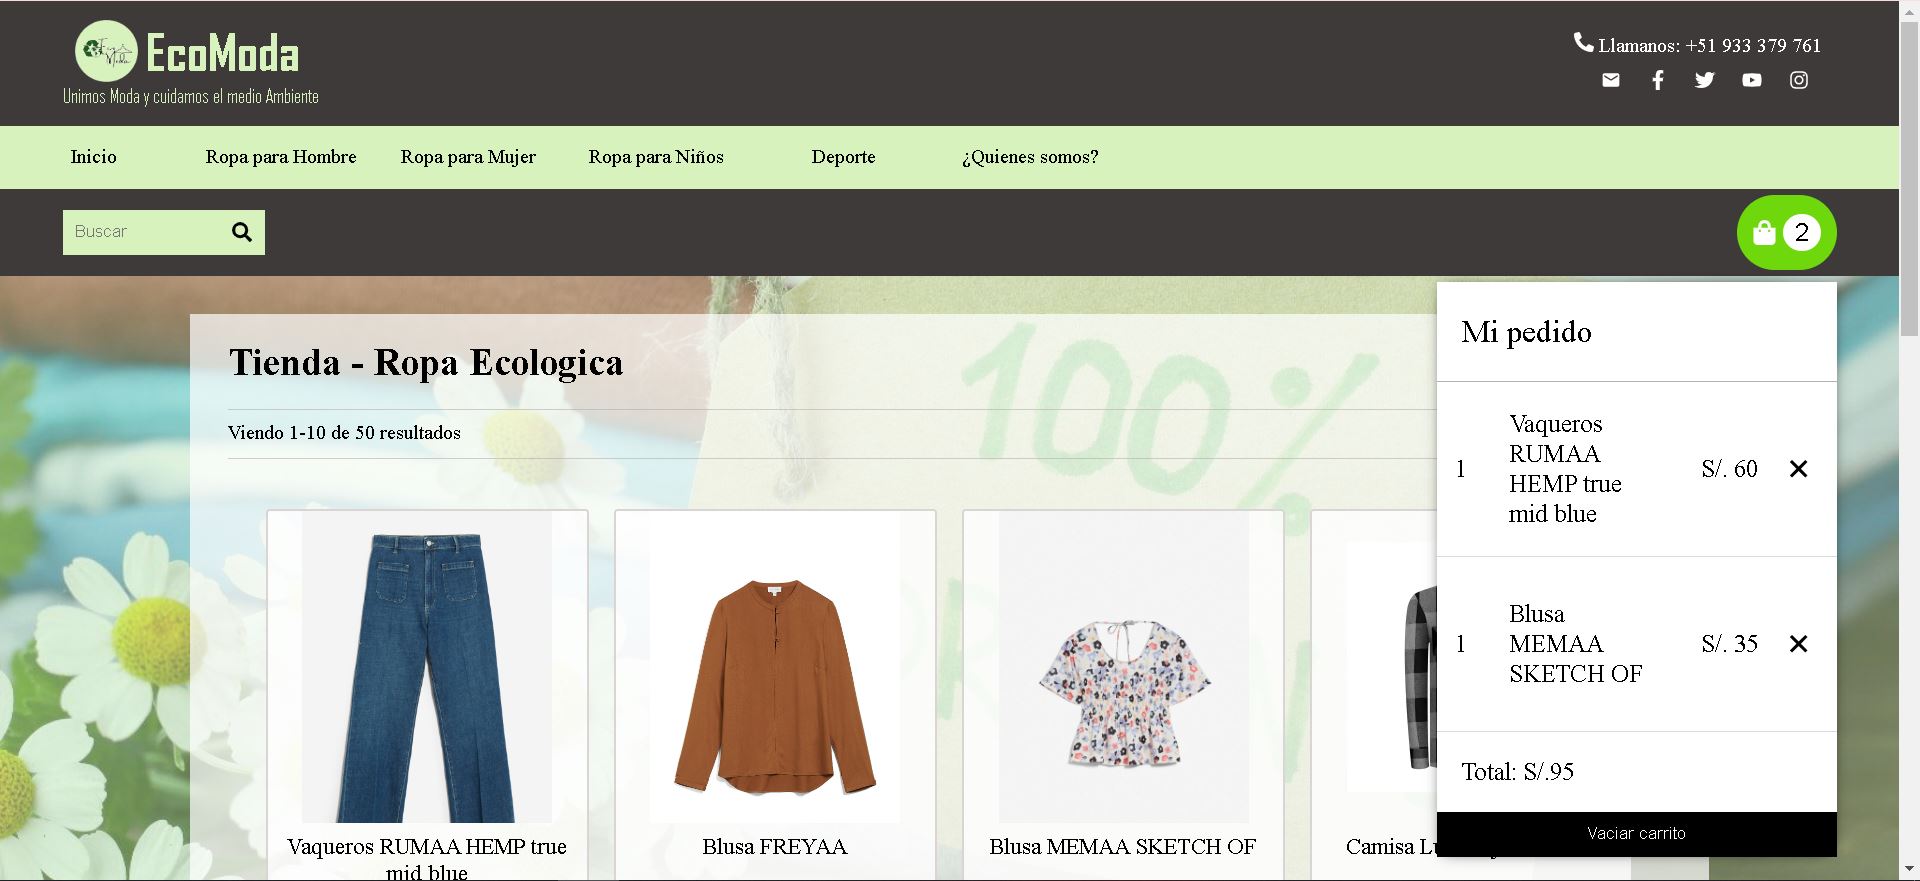 EcoModa
Unimos Moda y cuidamos el medio Ambiente
Llamanos: +51 933 379 761
Inicio
Ropa para Hombre
Ropa para Mujer
Ropa para Niños
Deporte
¿Quienes somos?
Buscar
2
Tienda - Ropa Ecologica
Viendo 1-10 de 50 resultados
100%
Vaqueros RUMAA HEMP true
mid blue
Blusa FREYAA
Blusa MEMAA SKETCH OF
Camisa
Mi pedido
1
Vaqueros
RUMAA
HEMP true
mid blue
S/. 60
1
Blusa
MEMAA
SKETCH OF
S/. 35
Total: S/.95
Vaciar carrito